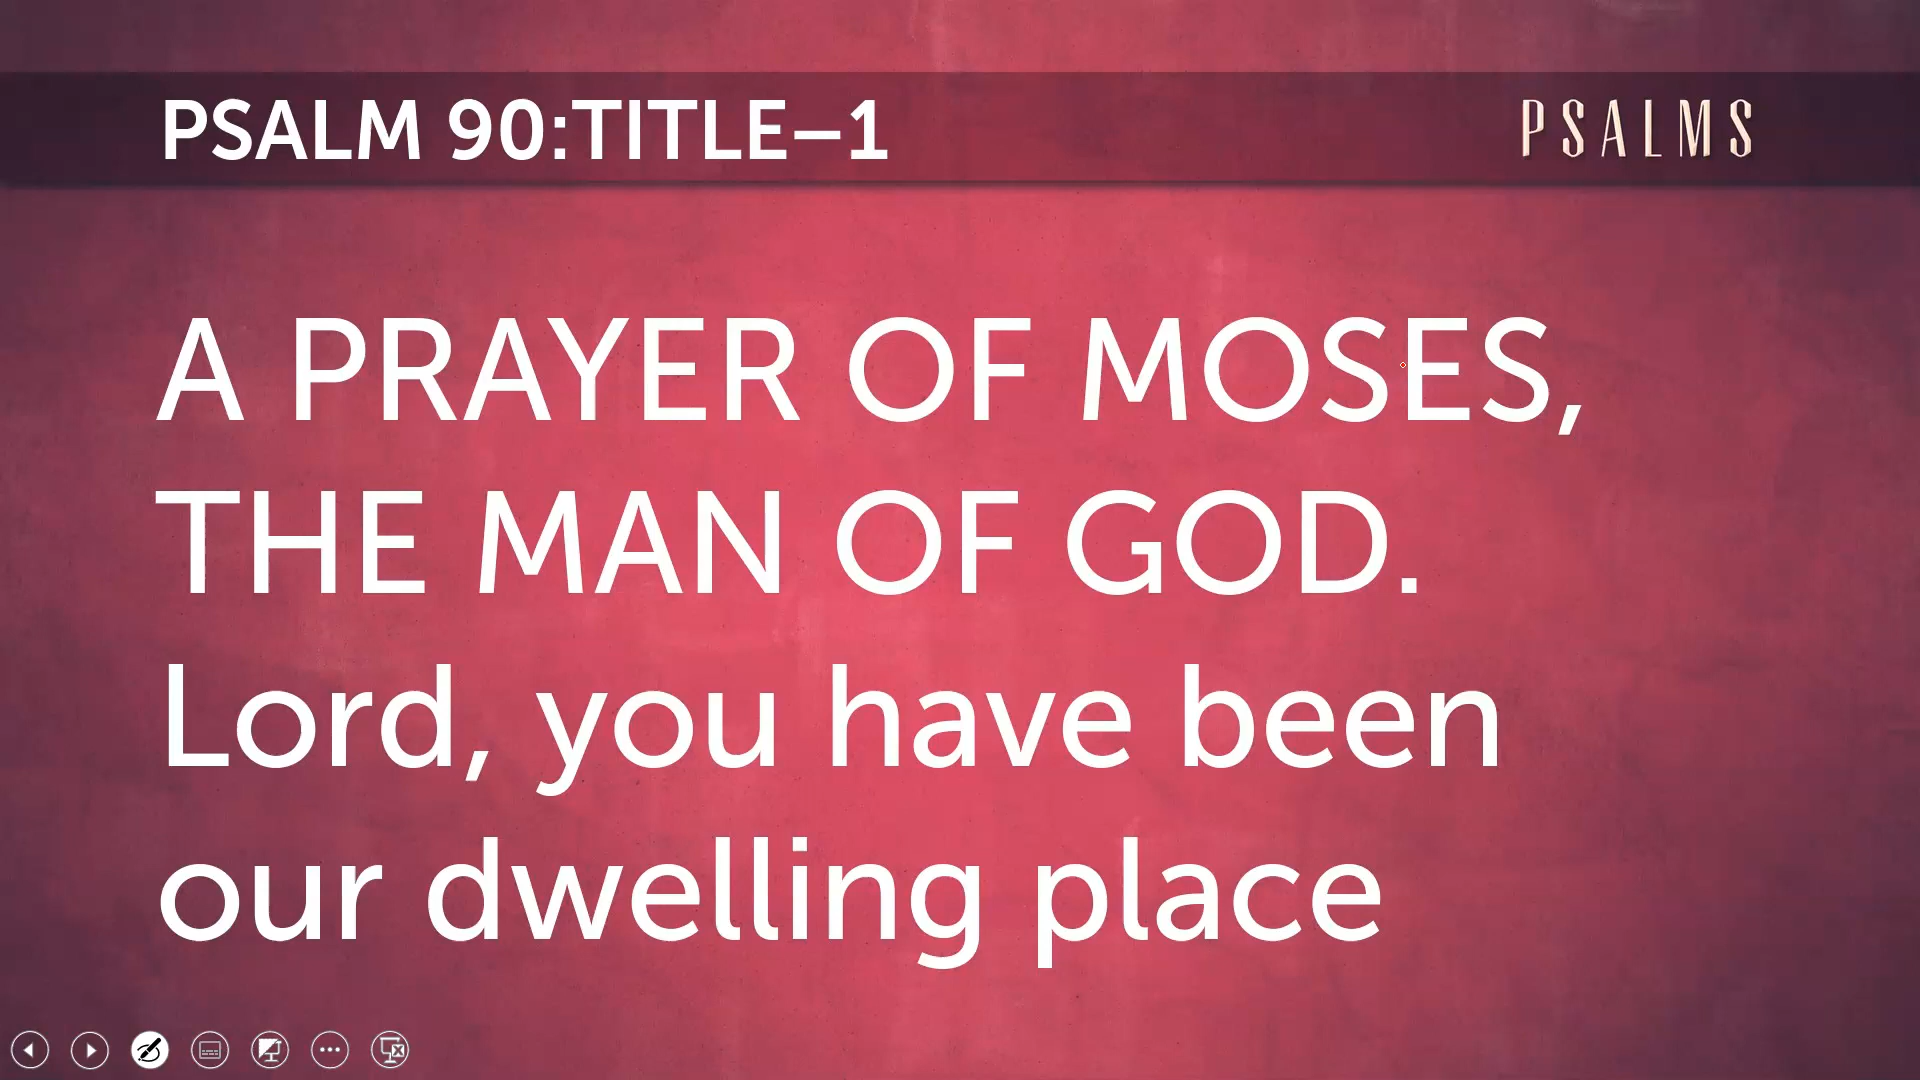 PSALM 90:TITLE–1
PSALMS
A PRAYER OF MOSES,
THE MAN OF GOD.
Lord, you have been
our dwelling place